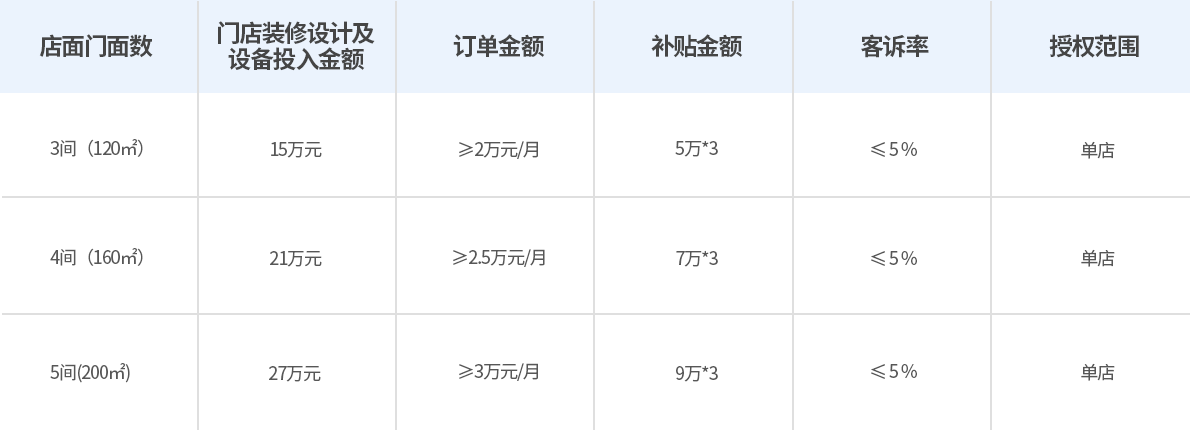 店面门面数
门店装修设计及
设备投入金额
订单金额
补贴金额
客诉率
授权范围
3间（120㎡）
15万元
≥2万元/月
5万*3
≤5%
单店
4间（160㎡）
21万元
≥2.5万元/月
7万*3
≤5%
单店
5间(200㎡)
27万元
≥3万元/月
9万*3
≤5%
单店